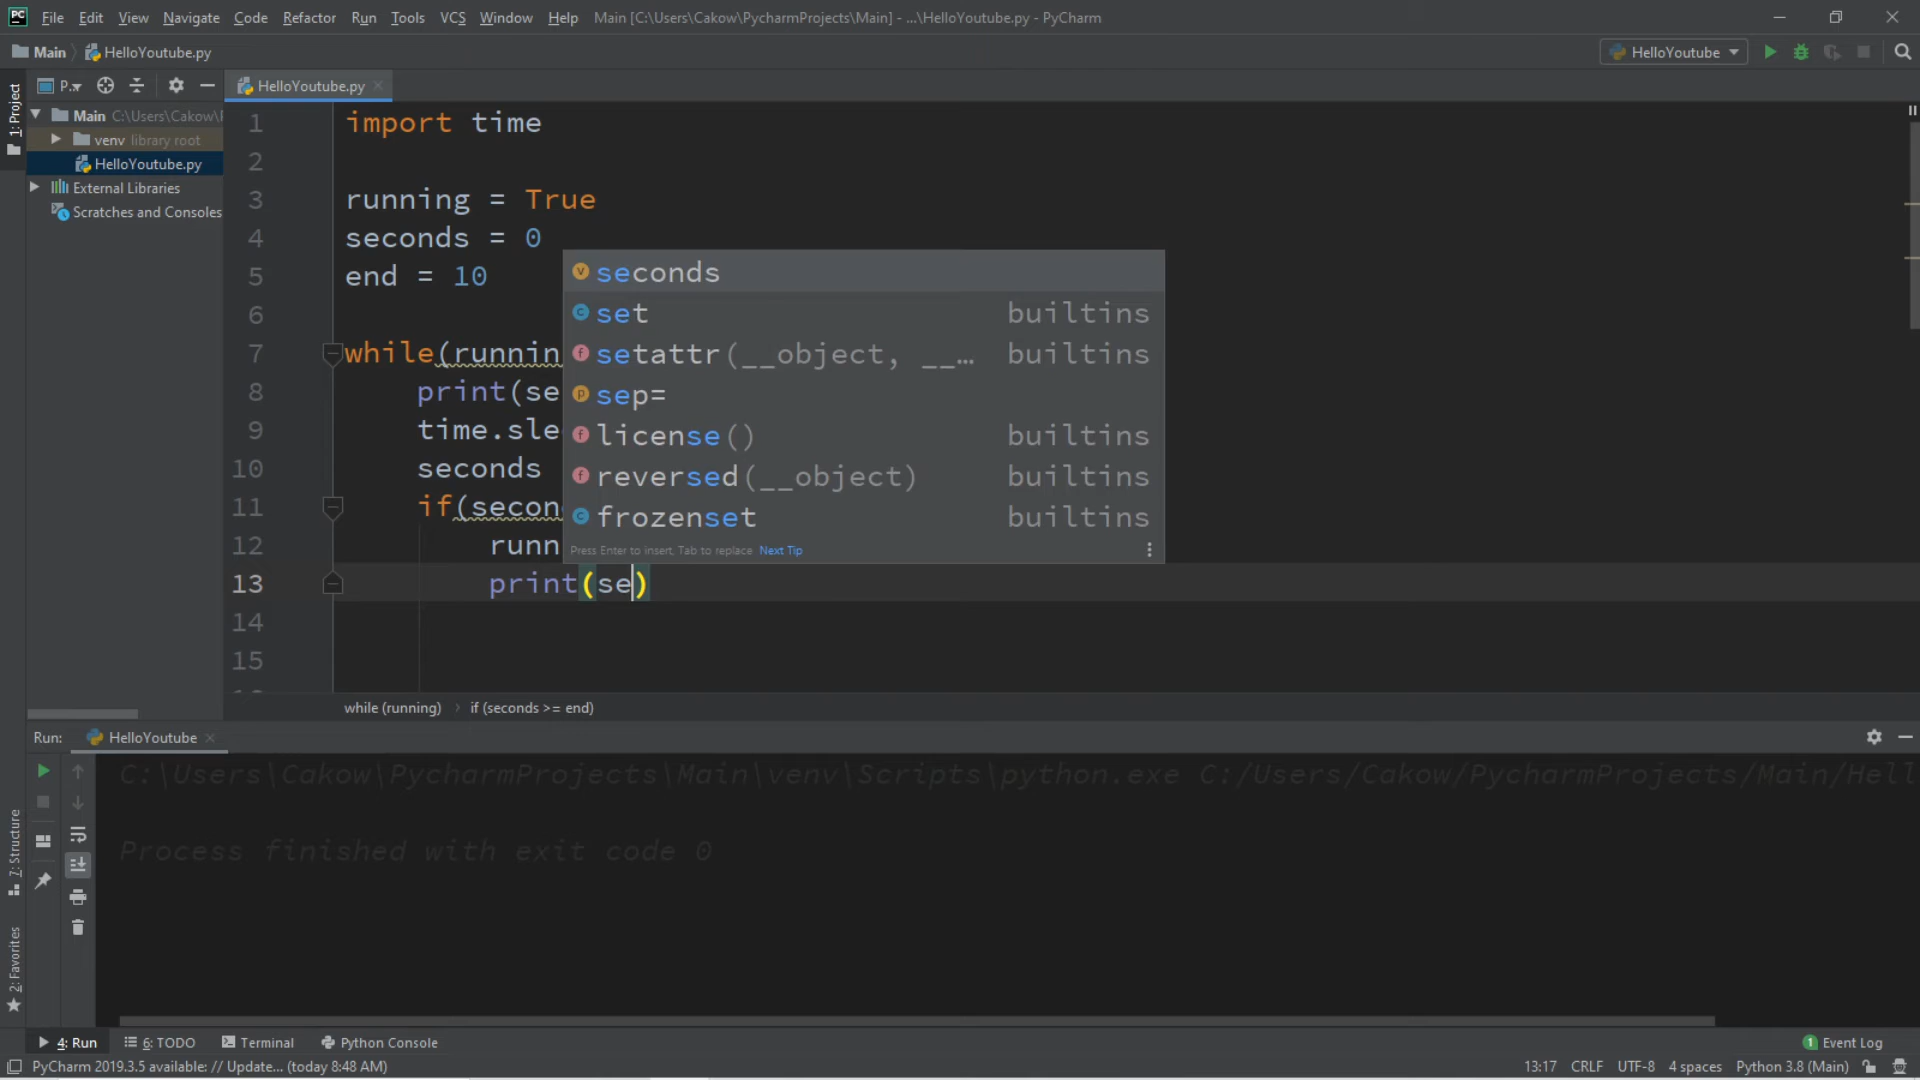 PC File Edit View Navigate Code Refactor Run Tools VCS Window Help Main [C:\Users\Cakow\PycharmProjects\Main] - ...\HelloYoutube.py - PyCharm
Main HelloYoutube.py HelloYoutube
1: Project P... HelloYoutube.py
Main C:\Users\Cakow\
venv library root
HelloYoutube.py
External Libraries
Scratches and Consoles
1 import time
2
3 running = True
4 seconds = 0
5 end = 10
6
7 while(runnin
8 print(se
9 time.sle
10 seconds
11 if(secon
12 runn
13 print(se)
14
15
v seconds
c set builtins
f setattr(__object, __… builtins
p sep=
f license() builtins
f reversed(__object) builtins
c frozenset builtins
Press Enter to insert, Tab to replace Next Tip
while (running) if (seconds >= end)
Run: HelloYoutube
C:\Users\Cakow\PycharmProjects\Main\venv\Scripts\python.exe C:/Users/Cakow/PycharmProjects/Main/Hell
Process finished with exit code 0
7: Structure
2: Favorites
4: Run 6: TODO Terminal Python Console 1 Event Log
PyCharm 2019.3.5 available: // Update... (today 8:48 AM) 13:17 CRLF UTF-8 4 spaces Python 3.8 (Main)